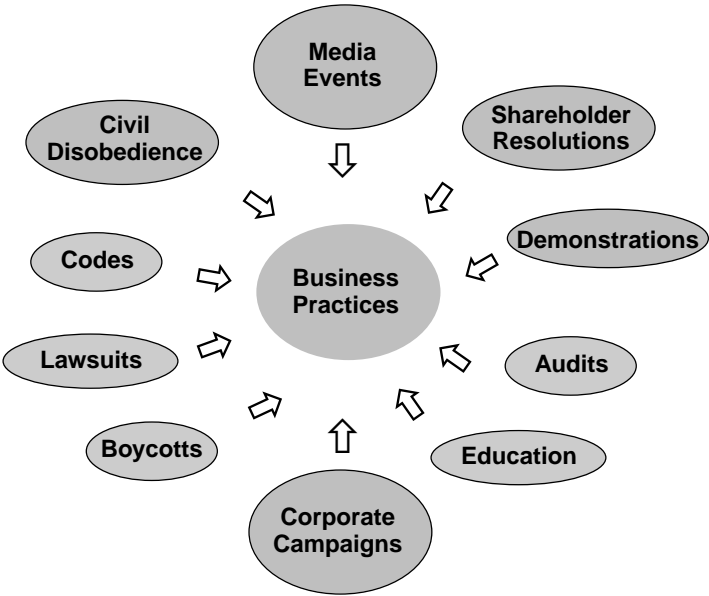 Media
Events
Civil
Disobedience
Shareholder
Resolutions
Codes
Demonstrations
Business
Practices
Lawsuits
Audits
Boycotts
Education
Corporate
Campaigns